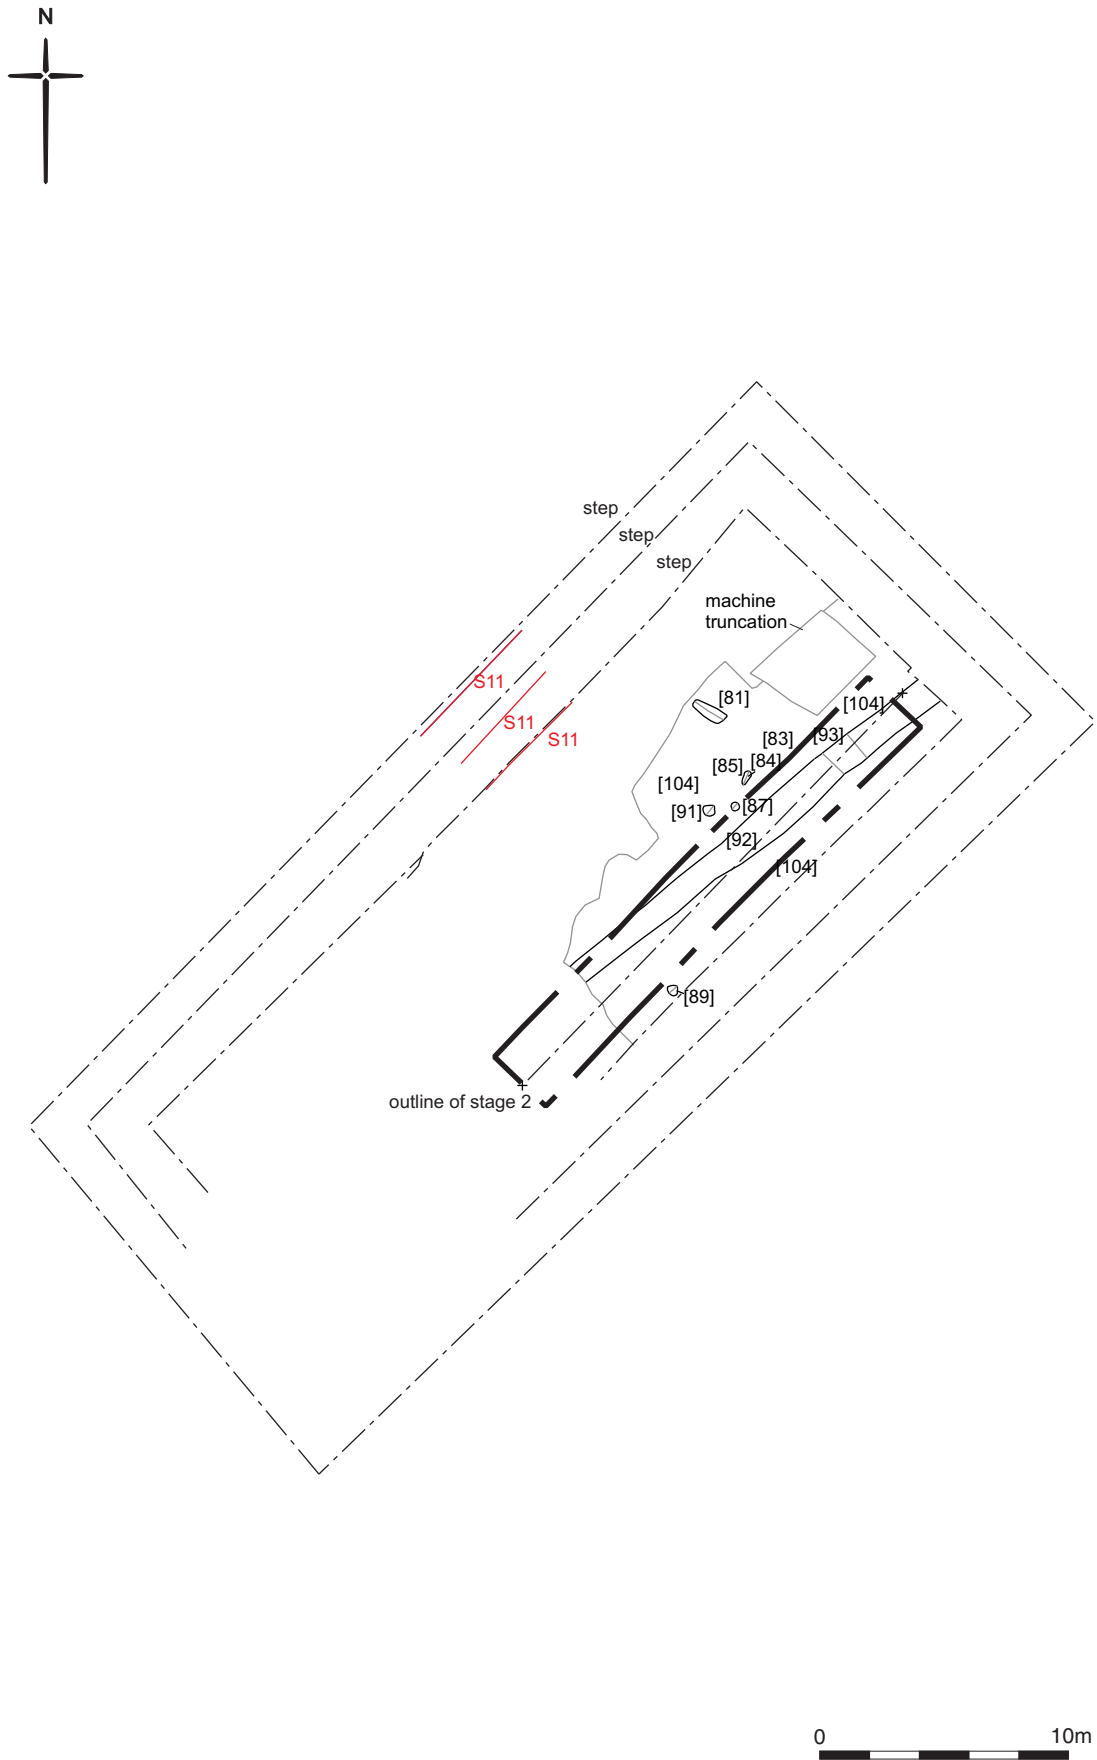 N
step
step
step
machine
truncation
S11
S11
S11
[81]
[104]
[83]
[93]
[85]
[84]
[104]
[91]
[87]
[92]
[104]
[89]
outline of stage 2
0
10m